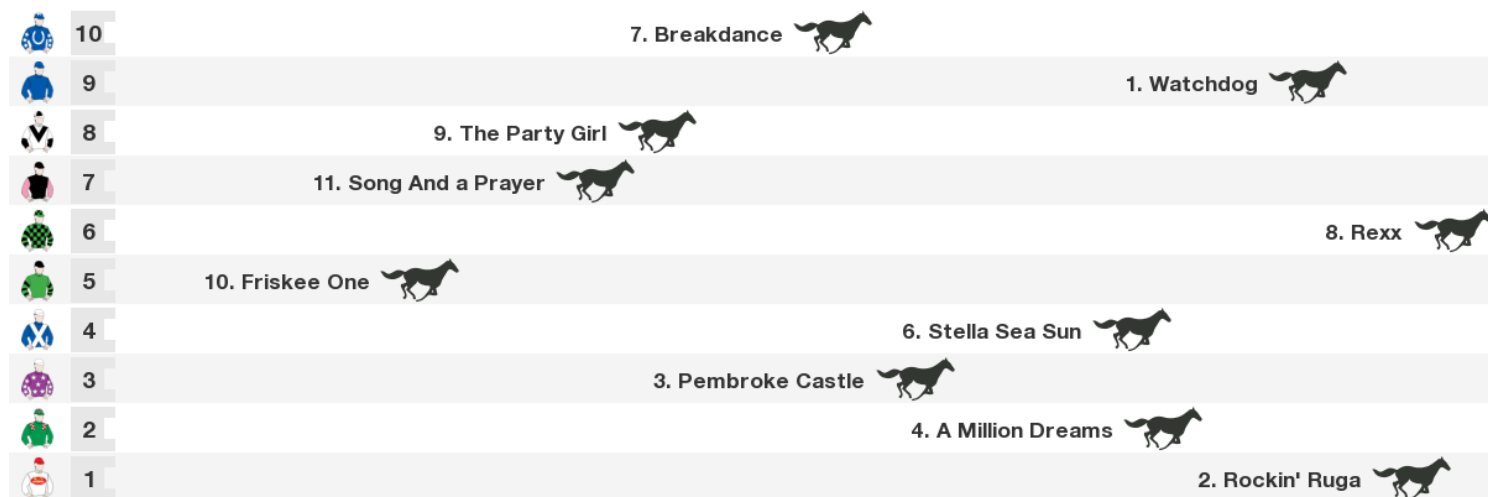 10 7. Breakdance
9 1. Watchdog
8 9. The Party Girl
7 11. Song And a Prayer
6 8. Rexx
5 10. Friskee One
4 6. Stella Sea Sun
3 3. Pembroke Castle
2 4. A Million Dreams
1 2. Rockin' Ruga